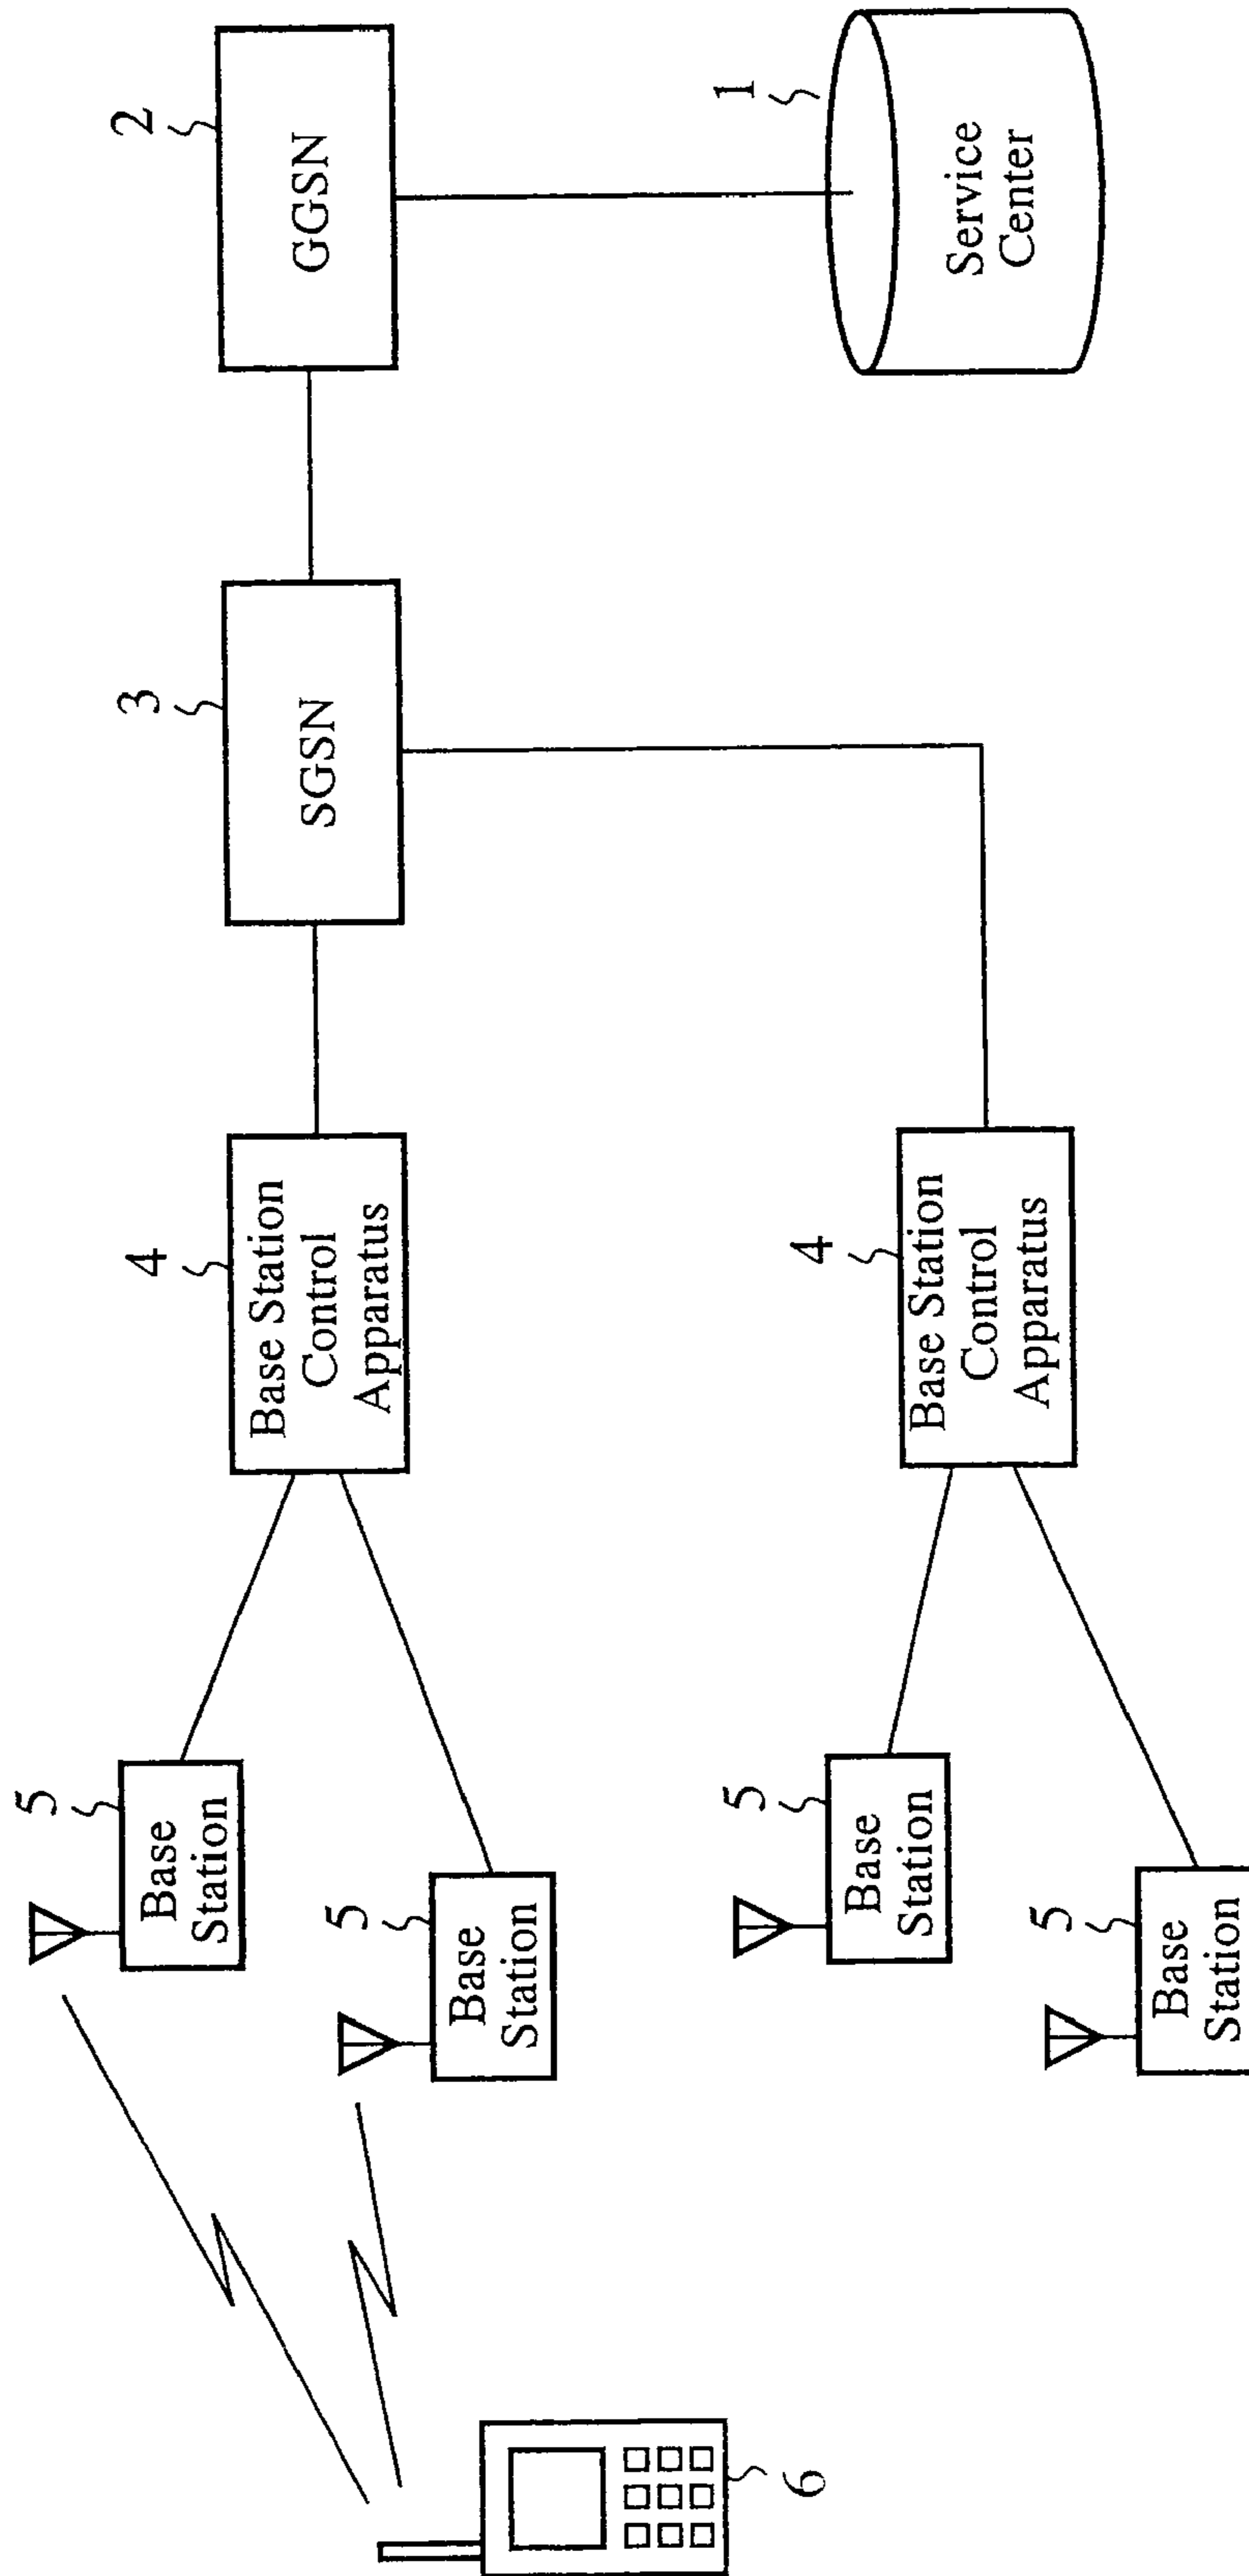 5
Base
Station
5
Base
Station
4
Base Station
Control
Apparatus
3
SGSN
2
GGSN
6
5
Base
Station
5
Base
Station
4
Base Station
Control
Apparatus
1
Service
Center